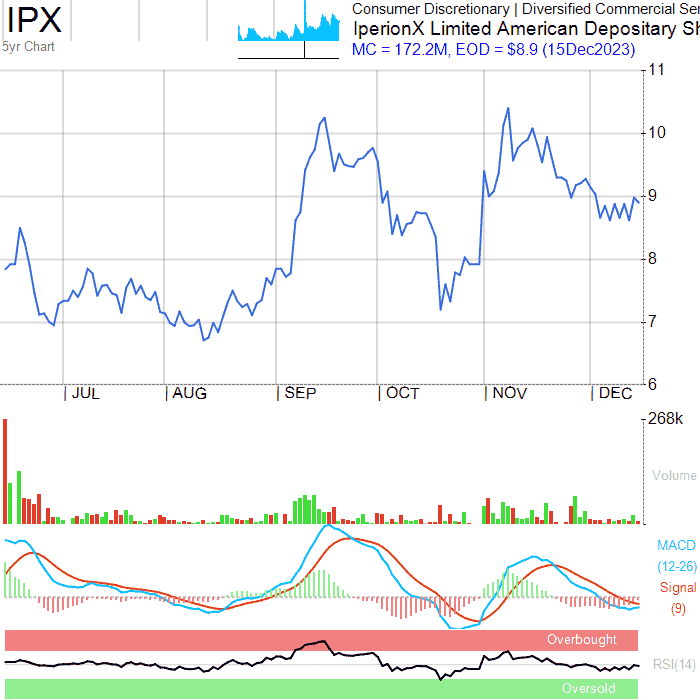 IPX
5yr Chart
Consumer Discretionary | Diversified Commercial Ser
IperionX Limited American Depositary Sh
MC = 172.2M, EOD = $8.9 (15Dec2023)
11
10
9
8
7
6
JUL AUG SEP OCT NOV DEC
268k
Volume
MACD
(12-26)
Signal
(9)
Overbought
RSI(14)
Oversold